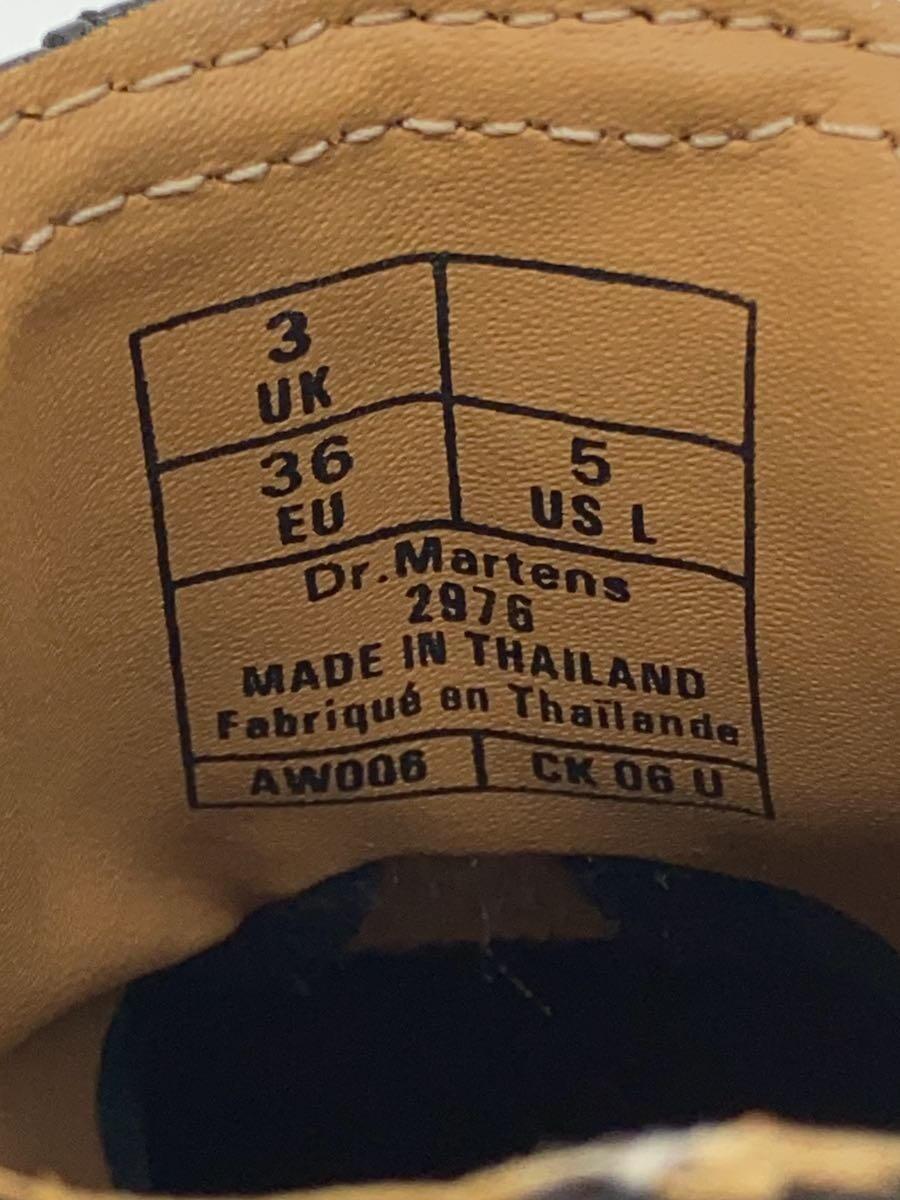 3
UK
36
EU
5
US L
Dr.Martens
2976
MADE IN THAILAND
Fabriqué en Thaïlande
AW006
CK 06 U